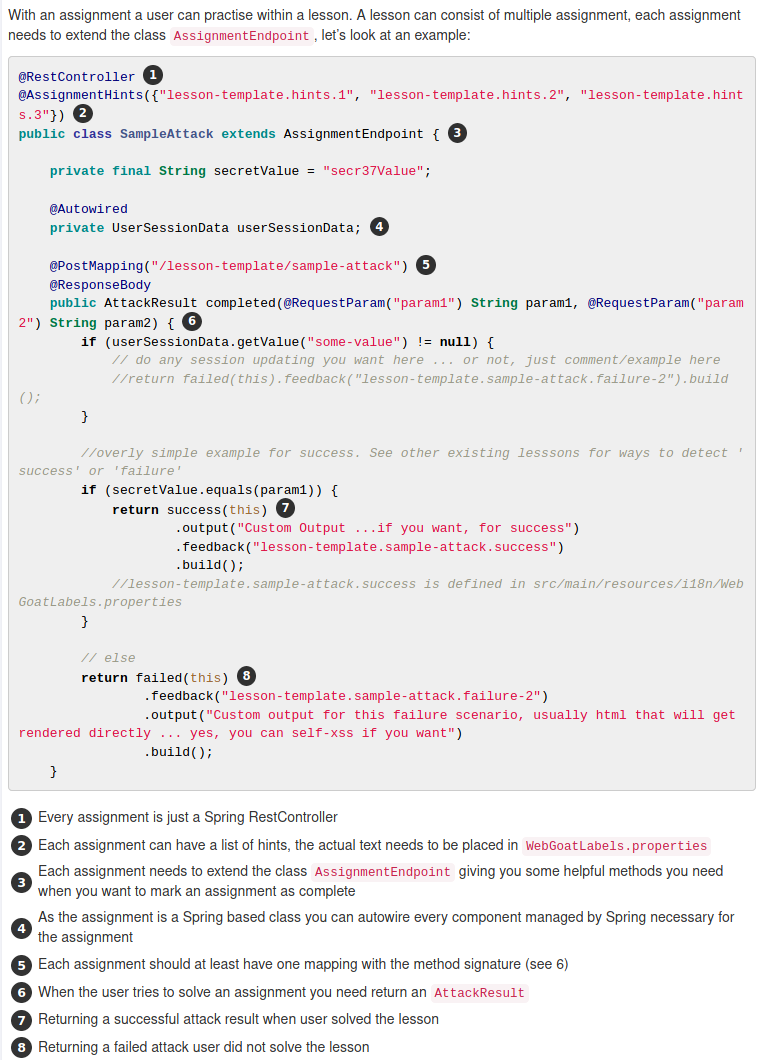 With an assignment a user can practise within a lesson. A lesson can consist of multiple assignment, each assignment
needs to extend the class AssignmentEndpoint, let's look at an example:
@RestController 1
@AssignmentHints({"lesson-template.hints.1", "lesson-template.hints.2", "lesson-template.hint
s.3"}) 2
public class SampleAttack extends AssignmentEndpoint { 3
private final String secretValue = "secr37Value";
@Autowired
private UserSessionData userSessionData; 4
@PostMapping("/lesson-template/sample-attack") 5
@ResponseBody
public AttackResult completed(@RequestParam("param1") String param1, @RequestParam("param
2") String param2) { 6
if (userSessionData.getValue("some-value") != null) {
// do any session updating you want here ... or not, just comment/example here
//return failed(this).feedback("lesson-template.sample-attack.failure-2").build
();
}
//overly simple example for success. See other existing lesssons for ways to detect '
success' or 'failure'
if (secretValue.equals(param1)) {
return success(this) 7
.output("Custom Output ...if you want, for success")
.feedback("lesson-template.sample-attack.success")
.build();
//lesson-template.sample-attack.success is defined in src/main/resources/i18n/Web
GoatLabels.properties
}
// else
return failed(this) 8
.feedback("lesson-template.sample-attack.failure-2")
.output("Custom output for this failure scenario, usually html that will get
rendered directly ... yes, you can self-xss if you want")
.build();
}
1 Every assignment is just a Spring RestController
2 Each assignment can have a list of hints, the actual text needs to be placed in WebGoatLabels.properties
3 Each assignment needs to extend the class AssignmentEndpoint giving you some helpful methods you need
when you want to mark an assignment as complete
4 As the assignment is a Spring based class you can autowire every component managed by Spring necessary for
the assignment
5 Each assignment should at least have one mapping with the method signature (see 6)
6 When the user tries to solve an assignment you need return an AttackResult
7 Returning a successful attack result when user solved the lesson
8 Returning a failed attack user did not solve the lesson